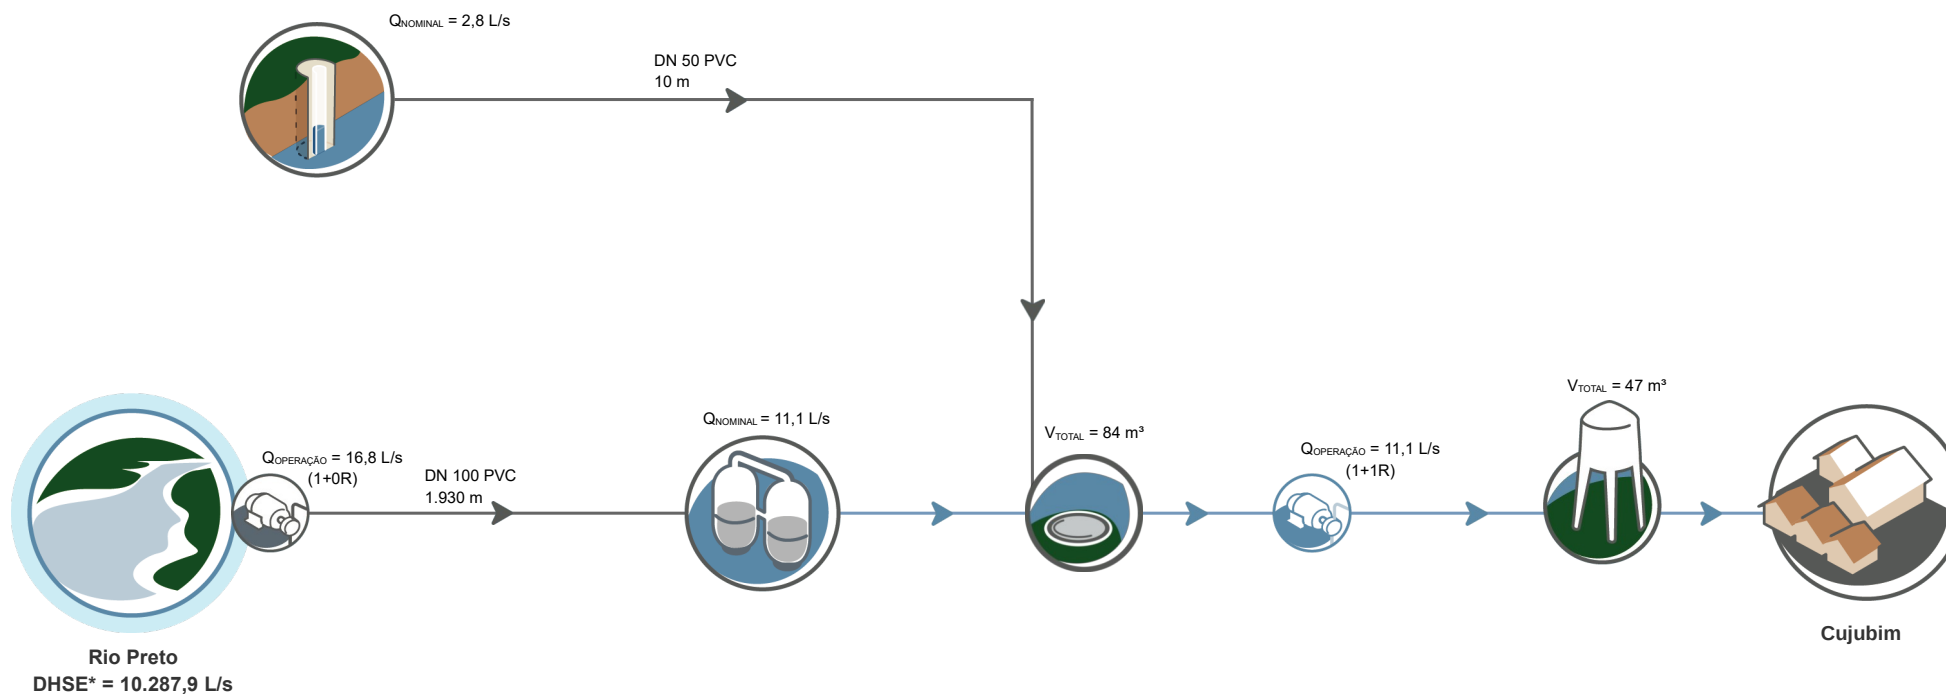 QNOMINAL = 2,8 L/s
DN 50 PVC
10 m
VTOTAL = 47 m³
QNOMINAL = 11,1 L/s
VTOTAL = 84 m³
QOPERAÇÃO = 16,8 L/s
(1+0R)
DN 100 PVC
1.930 m
QOPERAÇÃO = 11,1 L/s
(1+1R)
Cujubim
Rio Preto
DHSE* = 10.287,9 L/s